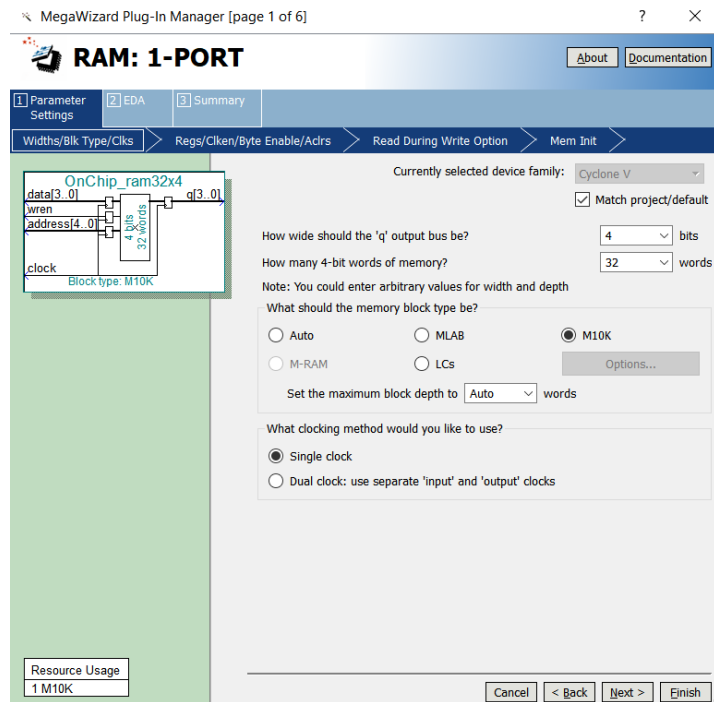 MegaWizard Plug-In Manager [page 1 of 6]
?
RAM: 1-PORT
About
Documentation
1 Parameter Settings
2 EDA
3 Summary
Widths/Blk Type/Clks
Regs/Clken/Byte Enable/Aclrs
Read During Write Option
Mem Init
OnChip_ram32x4
data[3..0]
wren
address[4..0]
clock
q[3..0]
4 bits
32 words
Block type: M10K
Currently selected device family:
Cyclone V
Match project/default
How wide should the 'q' output bus be?
4
bits
How many 4-bit words of memory?
32
words
Note: You could enter arbitrary values for width and depth
What should the memory block type be?
Auto
MLAB
M10K
M-RAM
LCs
Options...
Set the maximum block depth to
Auto
words
What clocking method would you like to use?
Single clock
Dual clock: use separate 'input' and 'output' clocks
Resource Usage
1 M10K
Cancel
< Back
Next >
Finish